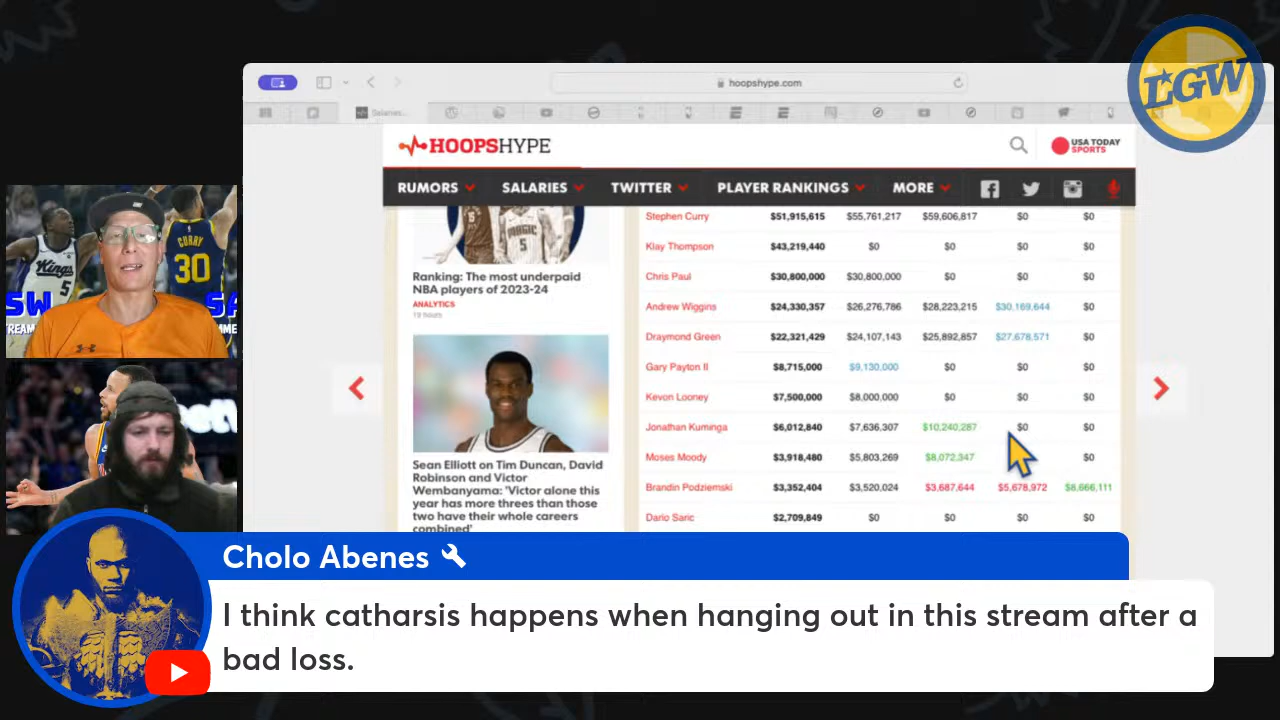 LGW
hoopshype.com
Salaries...
HOOPSHYPE
USA TODAY
SPORTS
RUMORS
SALARIES
TWITTER
PLAYER RANKINGS
MORE
MAGIC
5
Ranking: The most underpaid
NBA players of 2023-24
ANALYTICS
19 hours
Sean Elliott on Tim Duncan, David
Robinson and Victor
Wembanyama: 'Victor alone this
year has more threes than those
two have their whole careers
combined'
Stephen Curry $51,915,615 $55,761,217 $59,606,817 $0 $0
Klay Thompson $43,219,440 $0 $0 $0 $0
Chris Paul $30,800,000 $30,800,000 $0 $0 $0
Andrew Wiggins $24,330,357 $26,276,786 $28,223,215 $30,169,644 $0
Draymond Green $22,321,429 $24,107,143 $25,892,857 $27,678,571 $0
Gary Payton II $8,715,000 $9,130,000 $0 $0 $0
Kevon Looney $7,500,000 $8,000,000 $0 $0 $0
Jonathan Kuminga $6,012,840 $7,636,307 $10,240,287 $0 $0
Moses Moody $3,918,480 $5,803,269 $8,072,347 $0
Brandin Podziemski $3,352,404 $3,520,024 $3,687,644 $5,678,972 $8,666,111
Dario Saric $2,709,849 $0 $0 $0 $0
Kings
5
CURRY
30
Cholo Abenes
I think catharsis happens when hanging out in this stream after a
bad loss.